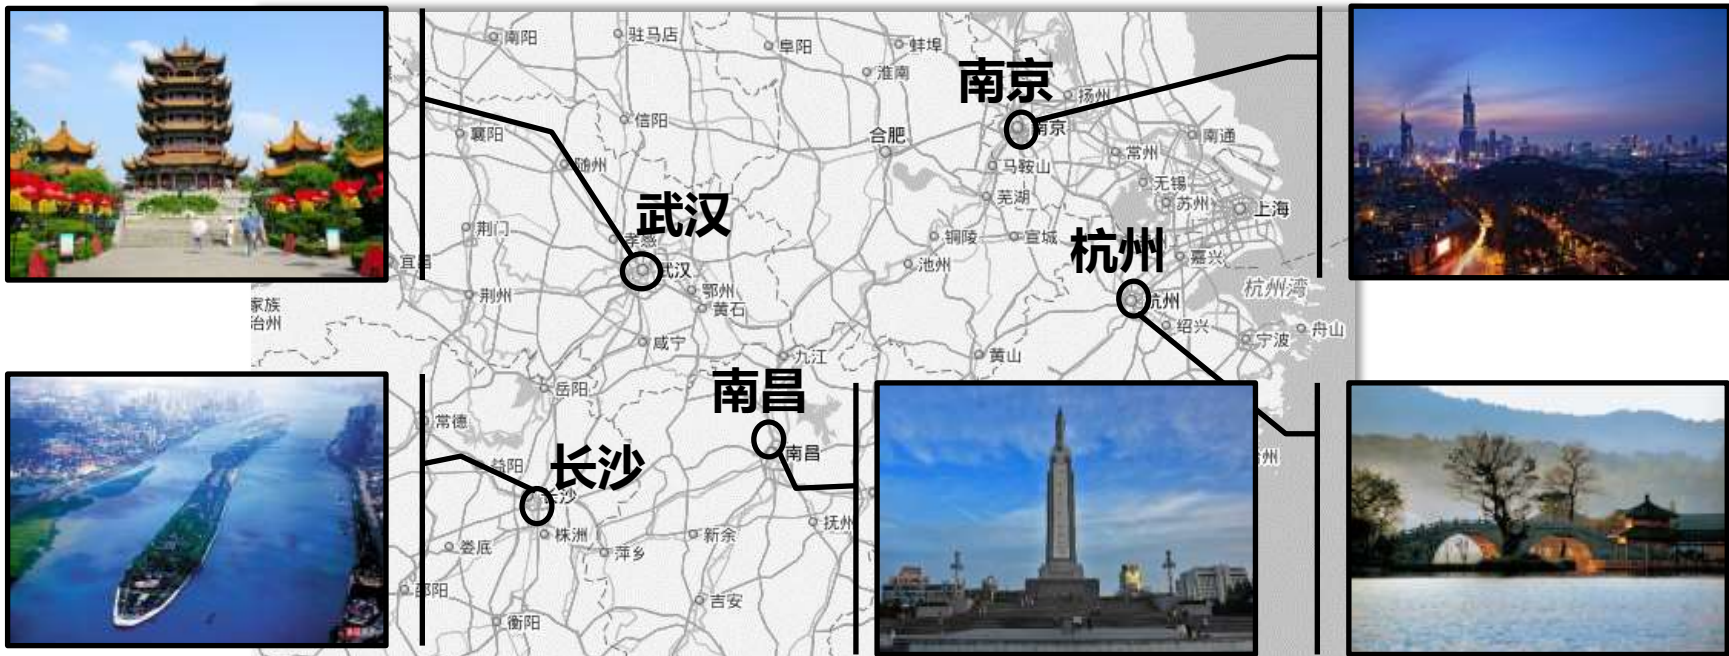 南阳
驻马店
阜阳
蚌埠
淮南
南京
扬州
襄阳
信阳
合肥
南京
南通
随州
马鞍山
常州
无锡
芜湖
苏州
上海
武汉
荆门
孝感
铜陵
宣城
杭州
嘉兴
宜昌
武汉
池州
鄂州
荆州
黄石
杭州
杭州湾
家族
治州
绍兴
舟山
宁波
咸宁
九江
黄山
岳阳
南昌
常德
南昌
益阳
长沙
长沙
抚州
株洲
新余
娄底
萍乡
邵阳
吉安
衡阳
州